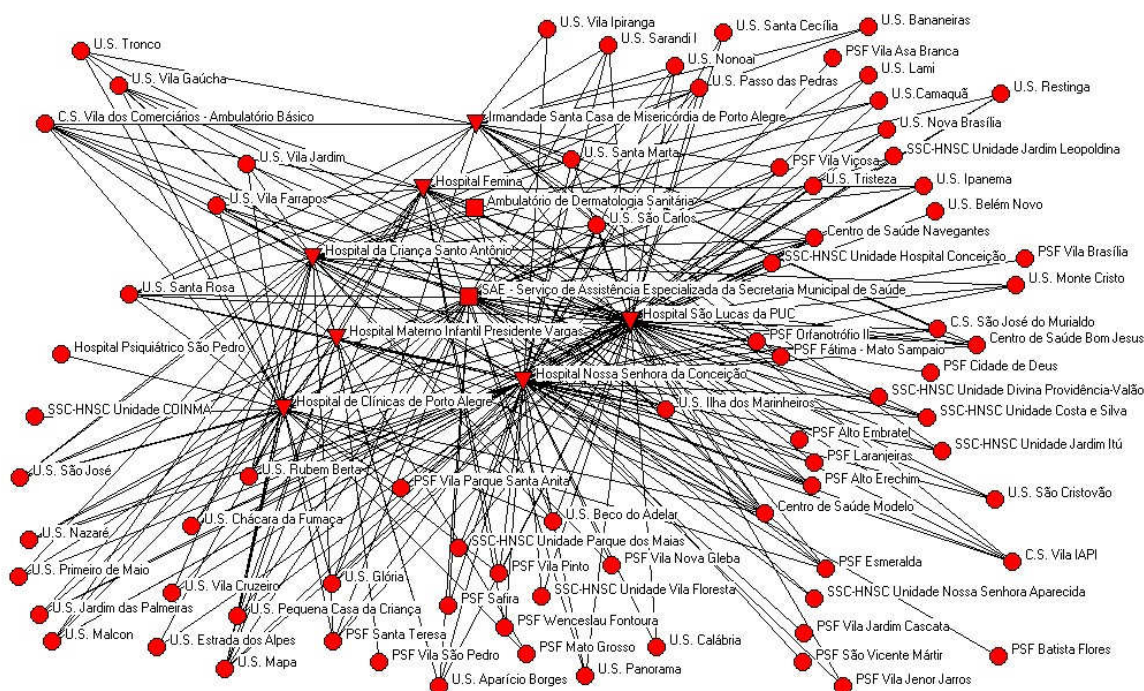 U.S. Vila Ipiranga
U.S. Santa Cecília
U.S. Bananeiras
U.S. Tronco
U.S. Sarandi I
PSF Vila Asa Branca
U.S. Nonoai
U.S. Vila Gaúcha
U.S. Lami
U.S. Passo das Pedras
U.S. Restinga
U.S.Camaquã
C.S. Vila dos Comerciários - Ambulatório Básico
Irmandade Santa Casa de Misericórdia de Porto Alegre
U.S. Nova Brasília
SSC-HNSC Unidade Jardim Leopoldina
U.S. Vila Jardim
U.S. Santa Marta
PSF Vila Viçosa
Hospital Femina
U.S. Tristeza
U.S. Ipanema
U.S. Vila Farrapos
Ambulatório de Dermatologia Sanitária
U.S. Belém Novo
U.S. São Carlos
Centro de Saúde Navegantes
Hospital da Criança Santo Antônio
SSC-HNSC Unidade Hospital Conceição
PSF Vila Brasília
U.S. Monte Cristo
U.S. Santa Rosa
SAE - Serviço de Assistência Especializada da Secretaria Municipal de Saúde
Hospital São Lucas da PUC
C.S. São José do Murialdo
Hospital Materno Infantil Presidente Vargas
PSF Orfanotrófio II
Centro de Saúde Bom Jesus
Hospital Psiquiátrico São Pedro
PSF Fátima - Mato Sampaio
PSF Cidade de Deus
Hospital Nossa Senhora da Conceição
SSC-HNSC Unidade Divina Providência-Valão
Hospital de Clínicas de Porto Alegre
U.S. Ilha dos Marinheiros
SSC-HNSC Unidade COINMA
SSC-HNSC Unidade Costa e Silva
PSF Alto Embratel
SSC-HNSC Unidade Jardim Itú
PSF Laranjeiras
U.S. São José
U.S. Rubem Berta
PSF Vila Parque Santa Anita
PSF Alto Erechim
U.S. São Cristovão
Centro de Saúde Modelo
U.S. Chácara da Fumaça
U.S. Beco do Adelar
U.S. Nazaré
SSC-HNSC Unidade Parque dos Maias
PSF Vila Nova Gleba
C.S. Vila IAPI
U.S. Primeiro de Maio
PSF Vila Pinto
PSF Esmeralda
U.S. Glória
U.S. Vila Cruzeiro
SSC-HNSC Unidade Vila Floresta
SSC-HNSC Unidade Nossa Senhora Aparecida
PSF Safira
U.S. Jardim das Palmeiras
U.S. Pequena Casa da Criança
PSF Wenceslau Fontoura
PSF Vila Jardim Cascata
U.S. Malcon
U.S. Estrada dos Alpes
PSF Santa Teresa
U.S. Calábria
PSF Mato Grosso
PSF Batista Flores
PSF Vila São Pedro
PSF São Vicente Mártir
U.S. Mapa
U.S. Panorama
U.S. Aparício Borges
PSF Vila Jenor Jarros